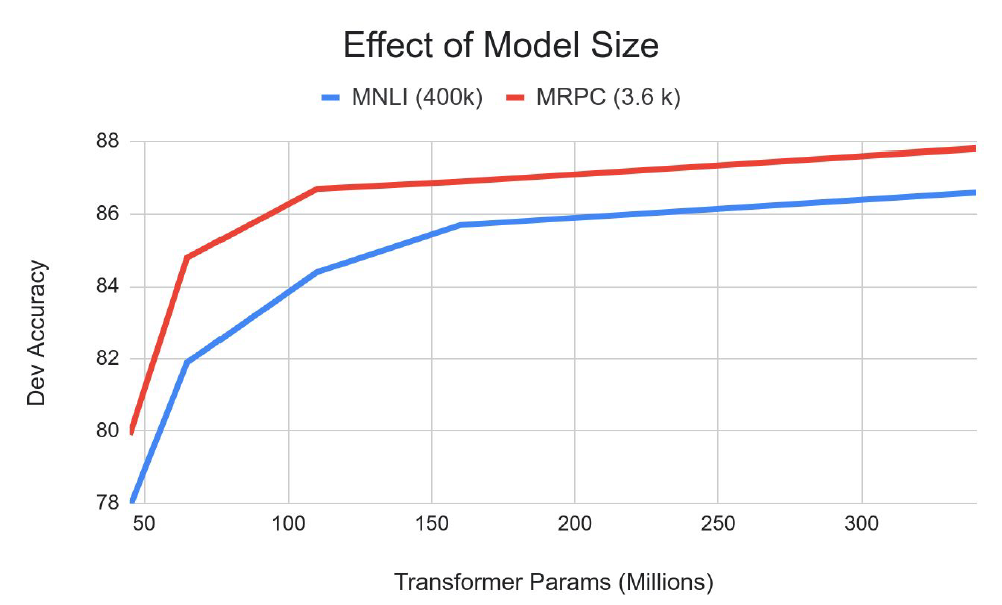 Effect of Model Size
MNLI (400k) MRPC (3.6 k)
88
86
84
82
80
78
Dev Accuracy
50 100 150 200 250 300
Transformer Params (Millions)